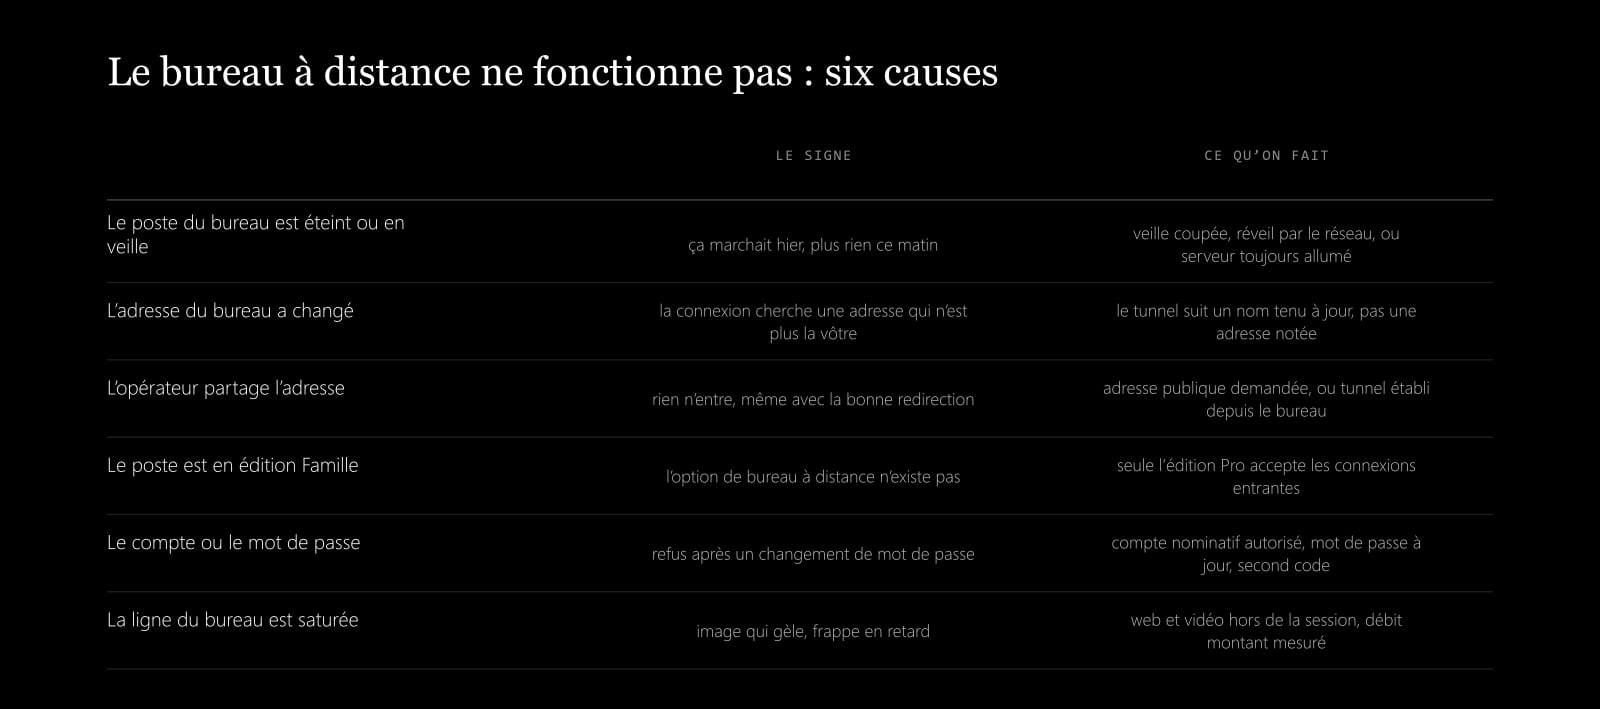 Le bureau à distance ne fonctionne pas : six causes
LE SIGNE
CE QU’ON FAIT
Le poste du bureau est éteint ou en
veille
ça marchait hier, plus rien ce matin
veille coupée, réveil par le réseau, ou
serveur toujours allumé
L’adresse du bureau a changé
la connexion cherche une adresse qui n’est
plus la vôtre
le tunnel suit un nom tenu à jour, pas une
adresse notée
L’opérateur partage l’adresse
rien n’entre, même avec la bonne redirection
adresse publique demandée, ou tunnel établi
depuis le bureau
Le poste est en édition Famille
l’option de bureau à distance n’existe pas
seule l’édition Pro accepte les connexions
entrantes
Le compte ou le mot de passe
refus après un changement de mot de passe
compte nominatif autorisé, mot de passe à
jour, second code
La ligne du bureau est saturée
image qui gèle, frappe en retard
web et vidéo hors de la session, débit
montant mesuré